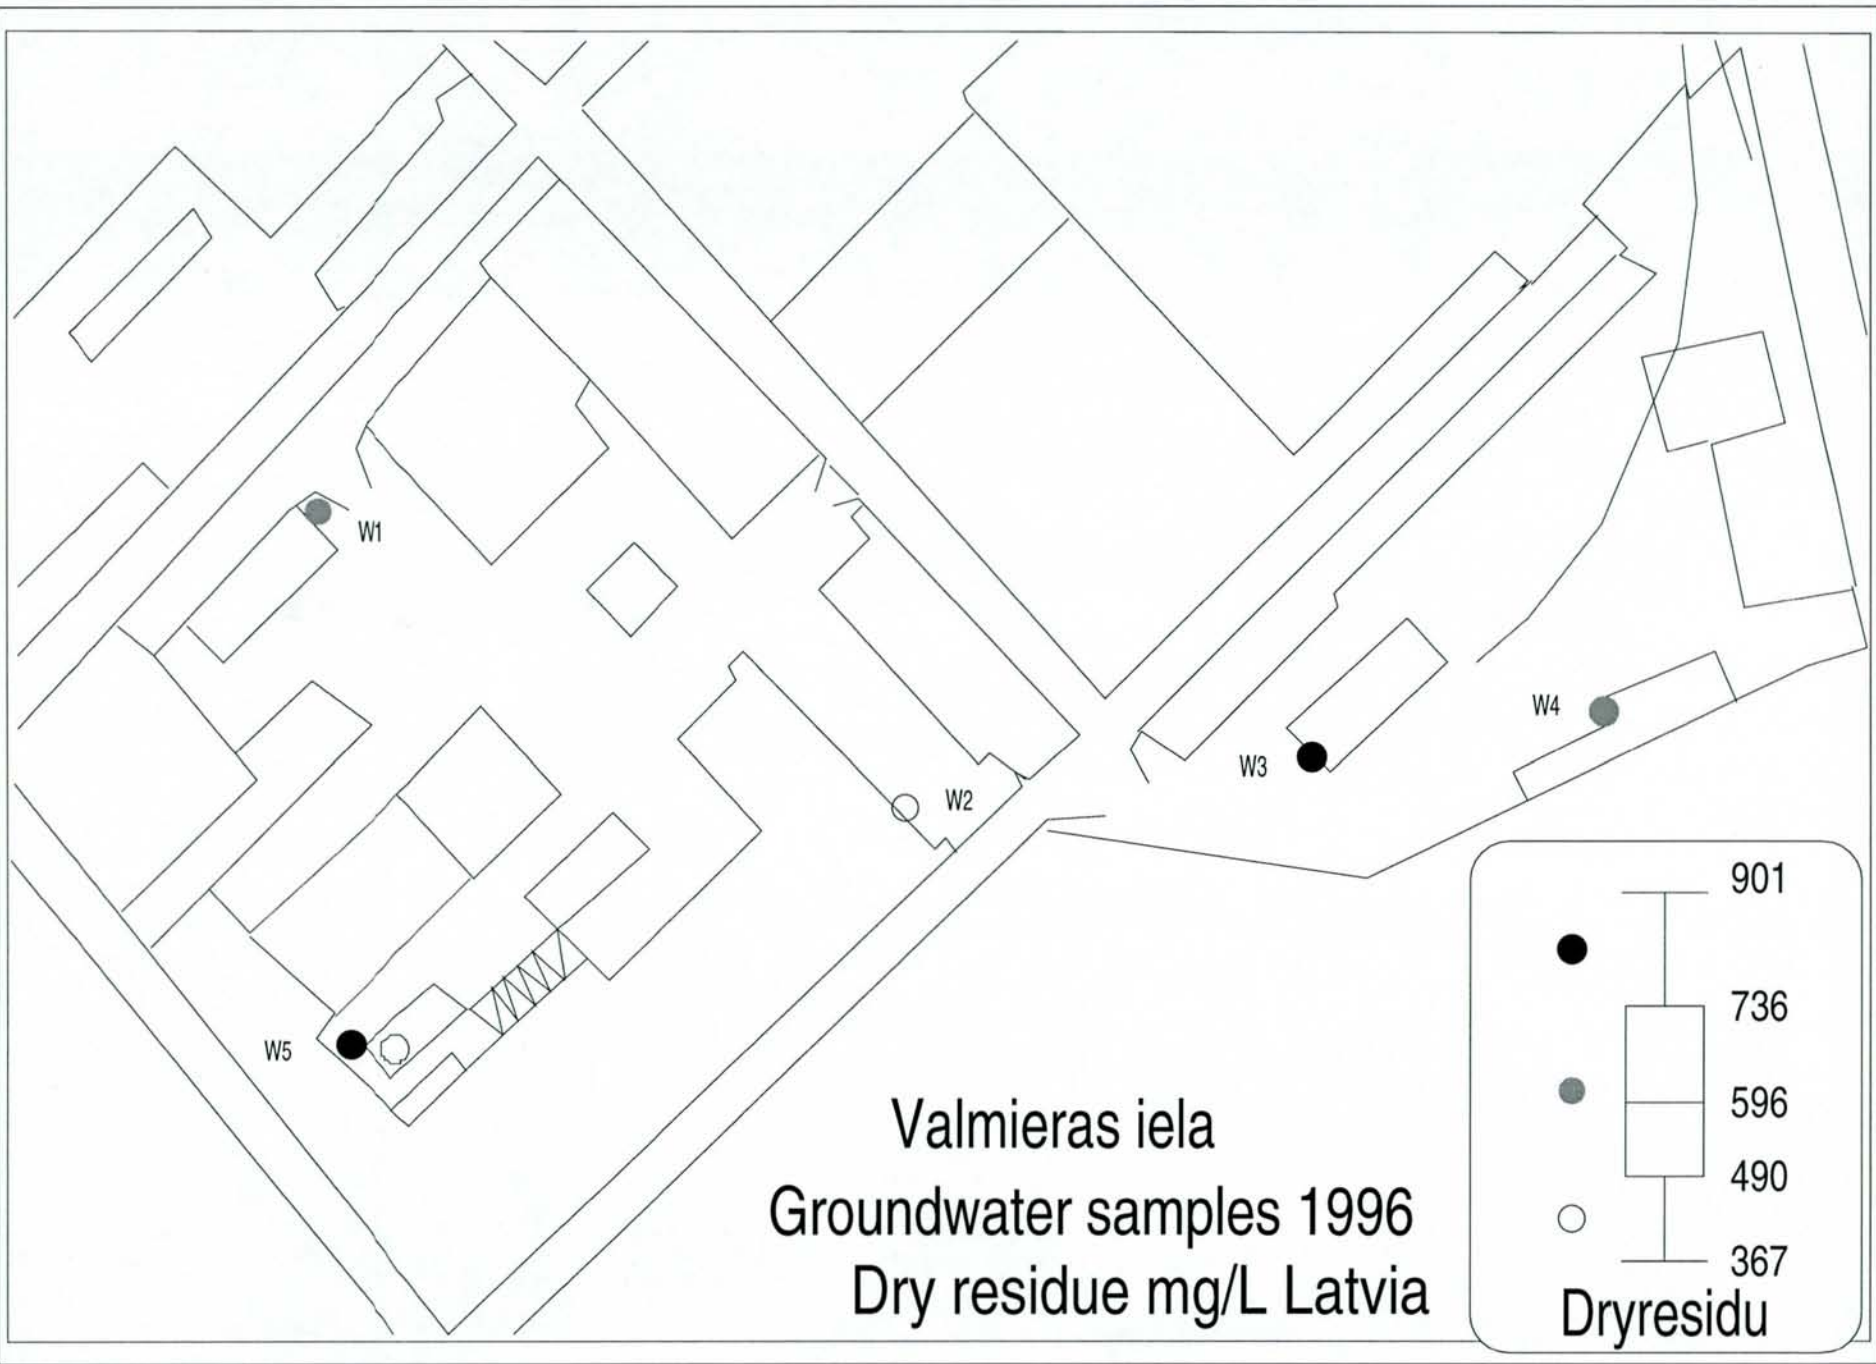 W1
W4
W3
W2
W5
Valmieras iela
Groundwater samples 1996
Dry residue mg/L Latvia
901
736
596
490
367
Dryresidu